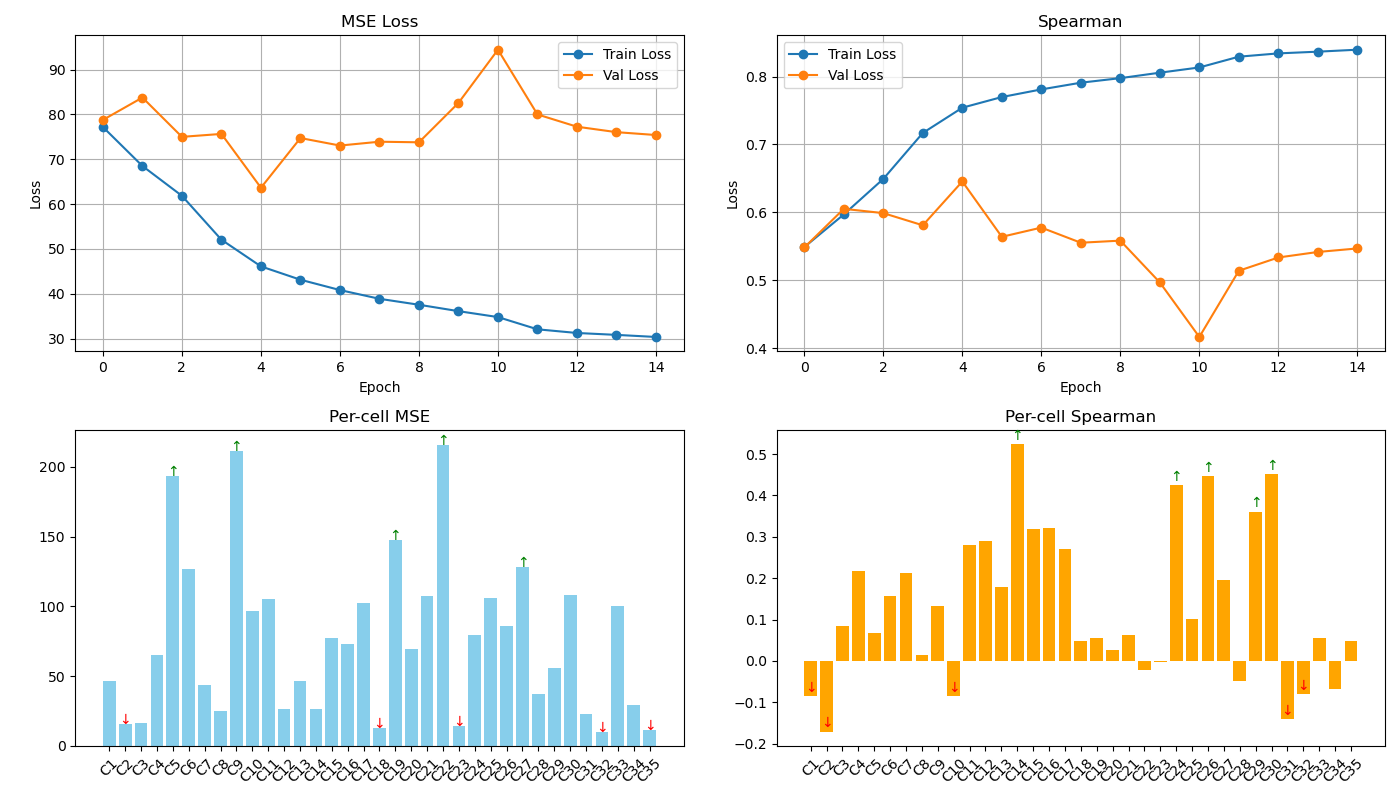 MSE Loss
Train Loss
Val Loss
Loss
90
80
70
60
50
40
30
0 2 4 6 8 10 12 14
Epoch
Spearman
Train Loss
Val Loss
Loss
0.8
0.7
0.6
0.5
0.4
0 2 4 6 8 10 12 14
Epoch
Per-cell MSE
200
150
100
50
0
↑ ↑ ↑ ↑ ↑
↓ ↓ ↓ ↓ ↓
C1 C2 C3 C4 C5 C6 C7 C8 C9 C10 C11 C12 C13 C14 C15 C16 C17 C18 C19 C20 C21 C22 C23 C24 C25 C26 C27 C28 C29 C30 C31 C32 C33 C34 C35
Per-cell Spearman
0.5
0.4
0.3
0.2
0.1
0.0
−0.1
−0.2
↑ ↑ ↑ ↑ ↑
↓ ↓ ↓ ↓ ↓
C1 C2 C3 C4 C5 C6 C7 C8 C9 C10 C11 C12 C13 C14 C15 C16 C17 C18 C19 C20 C21 C22 C23 C24 C25 C26 C27 C28 C29 C30 C31 C32 C33 C34 C35